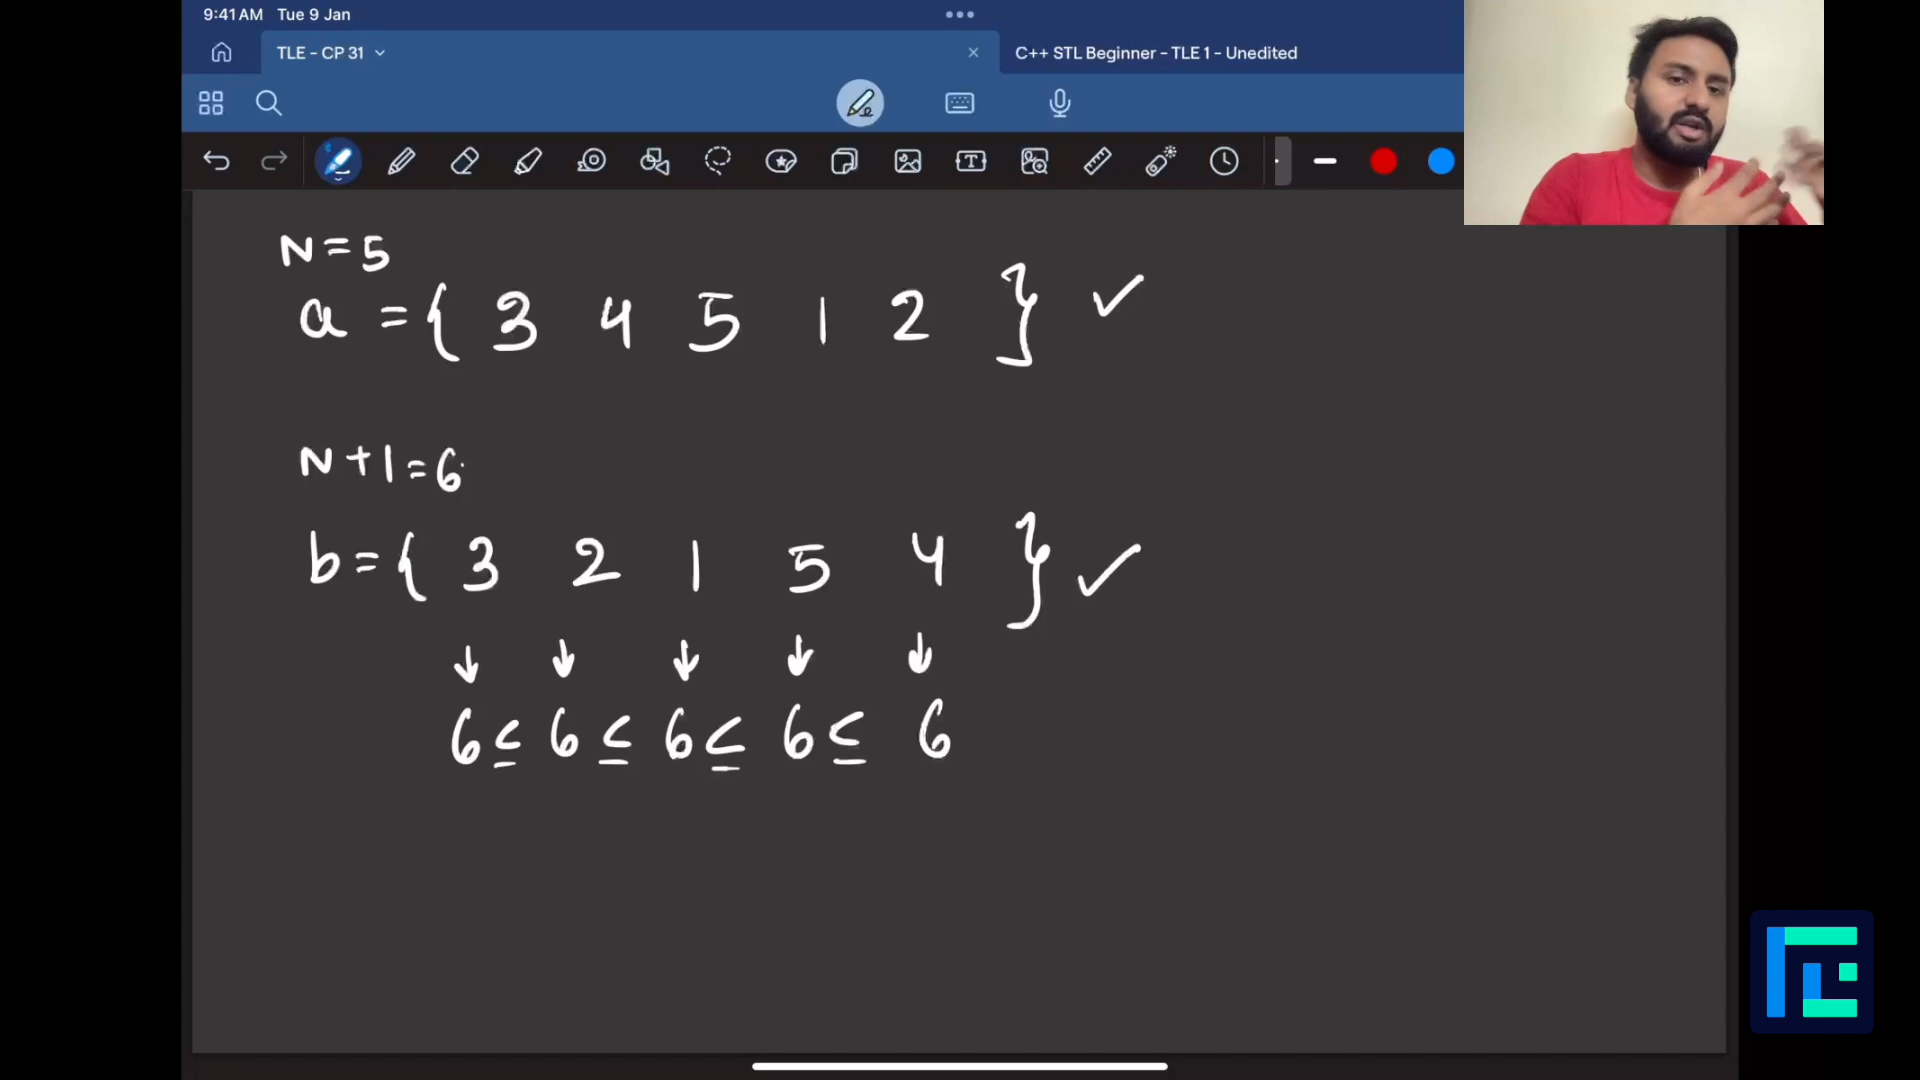 9:41 AM Tue 9 Jan
TLE - CP 31
C++ STL Beginner - TLE 1 - Unedited
N = 5
a = { 3 4 5 1 2 } ✓
N + 1 = 6
b = { 3 2 1 5 4 } ✓
↓ ↓ ↓ ↓ ↓
6 ≤ 6 ≤ 6 ≤ 6 ≤ 6